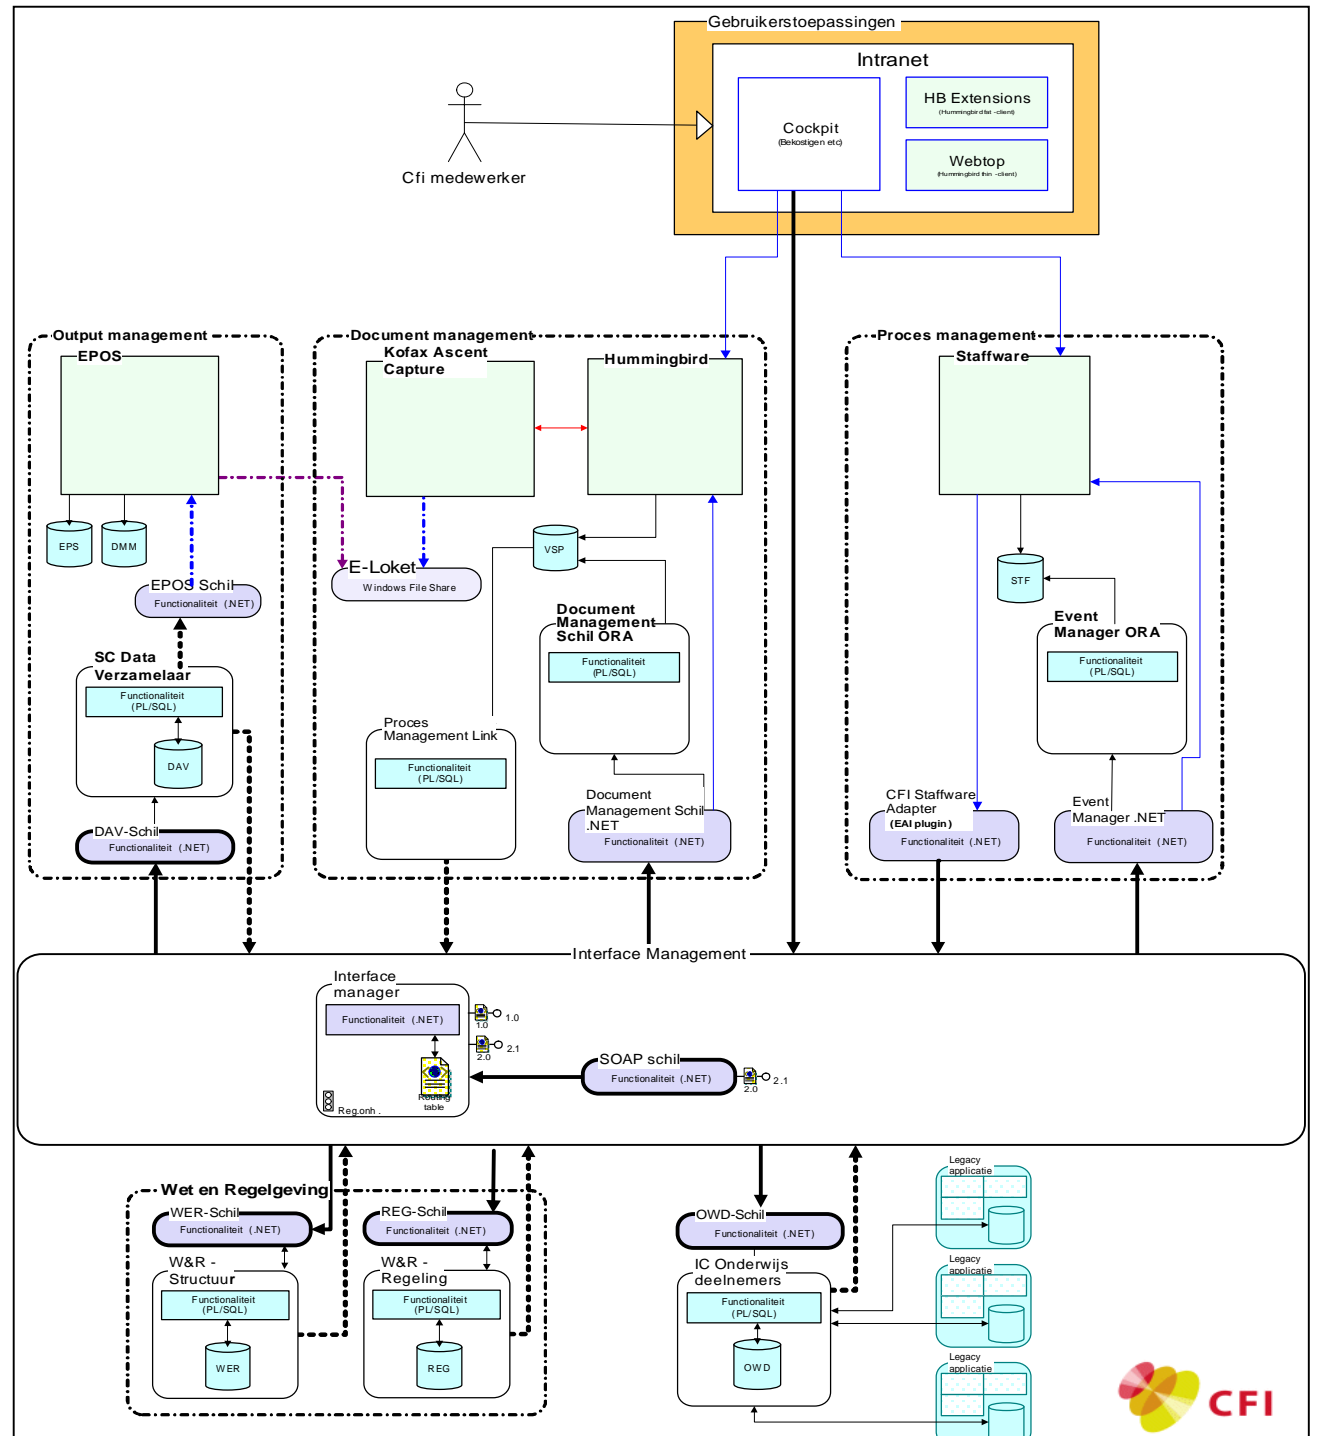 Gebruikerstoepassingen
Intranet
Cockpit
(Bekostigen etc)
HB Extensions
(Hummingbird fat -client)
Webtop
(Hummingbird thin -client)
Cfi medewerker
Output management
EPOS
EPS
DMM
EPOS Schil
Functionaliteit (.NET)
SC Data
Verzamelaar
Functionaliteit
(PL/SQL)
DAV
DAV-Schil
Functionaliteit (.NET)
Document management
Kofax Ascent
Capture
Hummingbird
VSP
E-Loket
Windows File Share
Document
Management
Schil ORA
Functionaliteit
(PL/SQL)
Proces
Management Link
Functionaliteit
(PL/SQL)
Document
Management Schil
.NET
Functionaliteit (.NET)
Proces management
Staffware
STF
Event
Manager ORA
Functionaliteit
(PL/SQL)
CFI Staffware
Adapter
(EAI plugin)
Functionaliteit (.NET)
Event
Manager .NET
Functionaliteit (.NET)
Interface Management
Interface
manager
Functionaliteit (.NET)
1.0
1.0
2.0
2.1
Routing
table
Reg.onh .
SOAP schil
Functionaliteit (.NET)
2.0
2.1
Wet en Regelgeving
WER-Schil
Functionaliteit (.NET)
W&R -
Structuur
Functionaliteit
(PL/SQL)
WER
REG-Schil
Functionaliteit (.NET)
W&R -
Regeling
Functionaliteit
(PL/SQL)
REG
OWD-Schil
Functionaliteit (.NET)
IC Onderwijs
deelnemers
Functionaliteit
(PL/SQL)
OWD
Legacy
applicatie
Legacy
applicatie
Legacy
applicatie
CFI